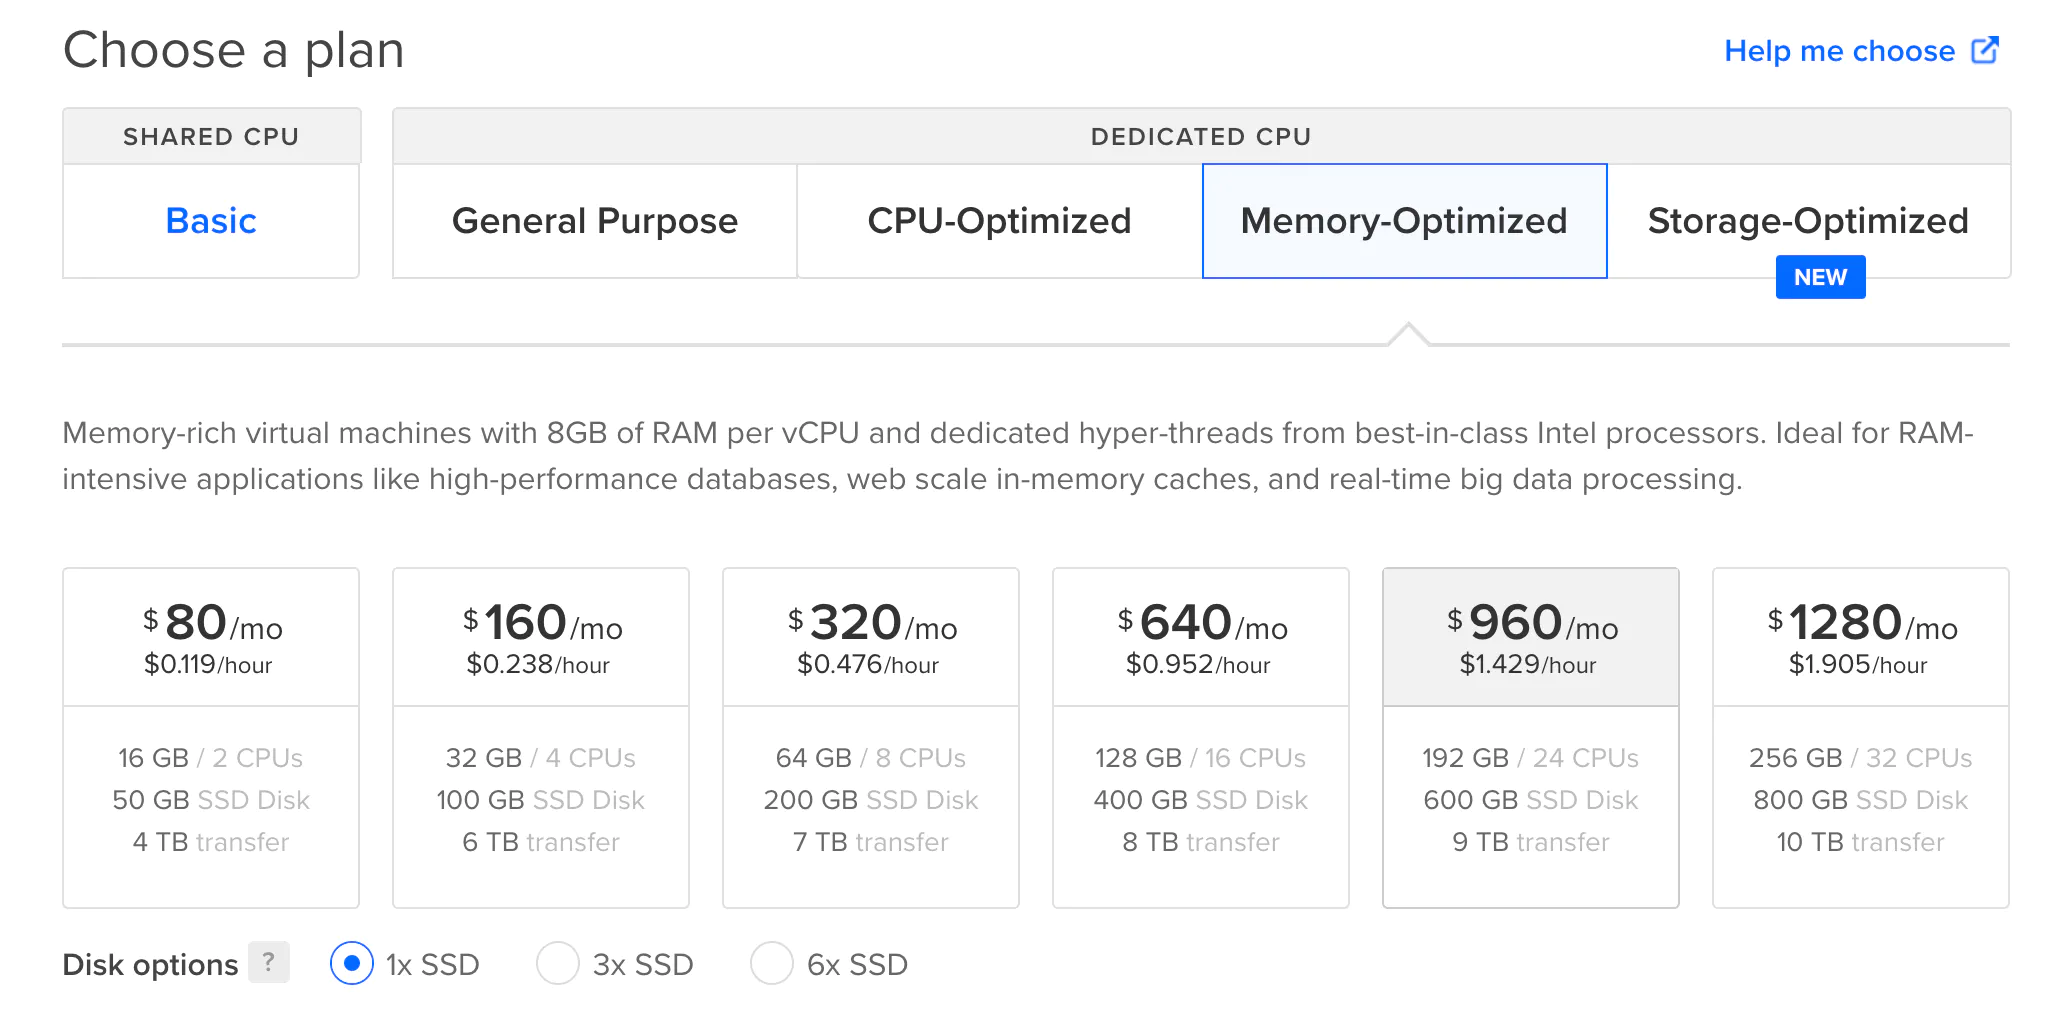 Choose a plan
Help me choose
SHARED CPU
DEDICATED CPU
Basic
General Purpose
CPU-Optimized
Memory-Optimized
Storage-Optimized
NEW
Memory-rich virtual machines with 8GB of RAM per vCPU and dedicated hyper-threads from best-in-class Intel processors. Ideal for RAM-
intensive applications like high-performance databases, web scale in-memory caches, and real-time big data processing.
$80/mo
$0.119/hour
16 GB / 2 CPUs
50 GB SSD Disk
4 TB transfer
$160/mo
$0.238/hour
32 GB / 4 CPUs
100 GB SSD Disk
6 TB transfer
$320/mo
$0.476/hour
64 GB / 8 CPUs
200 GB SSD Disk
7 TB transfer
$640/mo
$0.952/hour
128 GB / 16 CPUs
400 GB SSD Disk
8 TB transfer
$960/mo
$1.429/hour
192 GB / 24 CPUs
600 GB SSD Disk
9 TB transfer
$1280/mo
$1.905/hour
256 GB / 32 CPUs
800 GB SSD Disk
10 TB transfer
Disk options ? 1x SSD 3x SSD 6x SSD